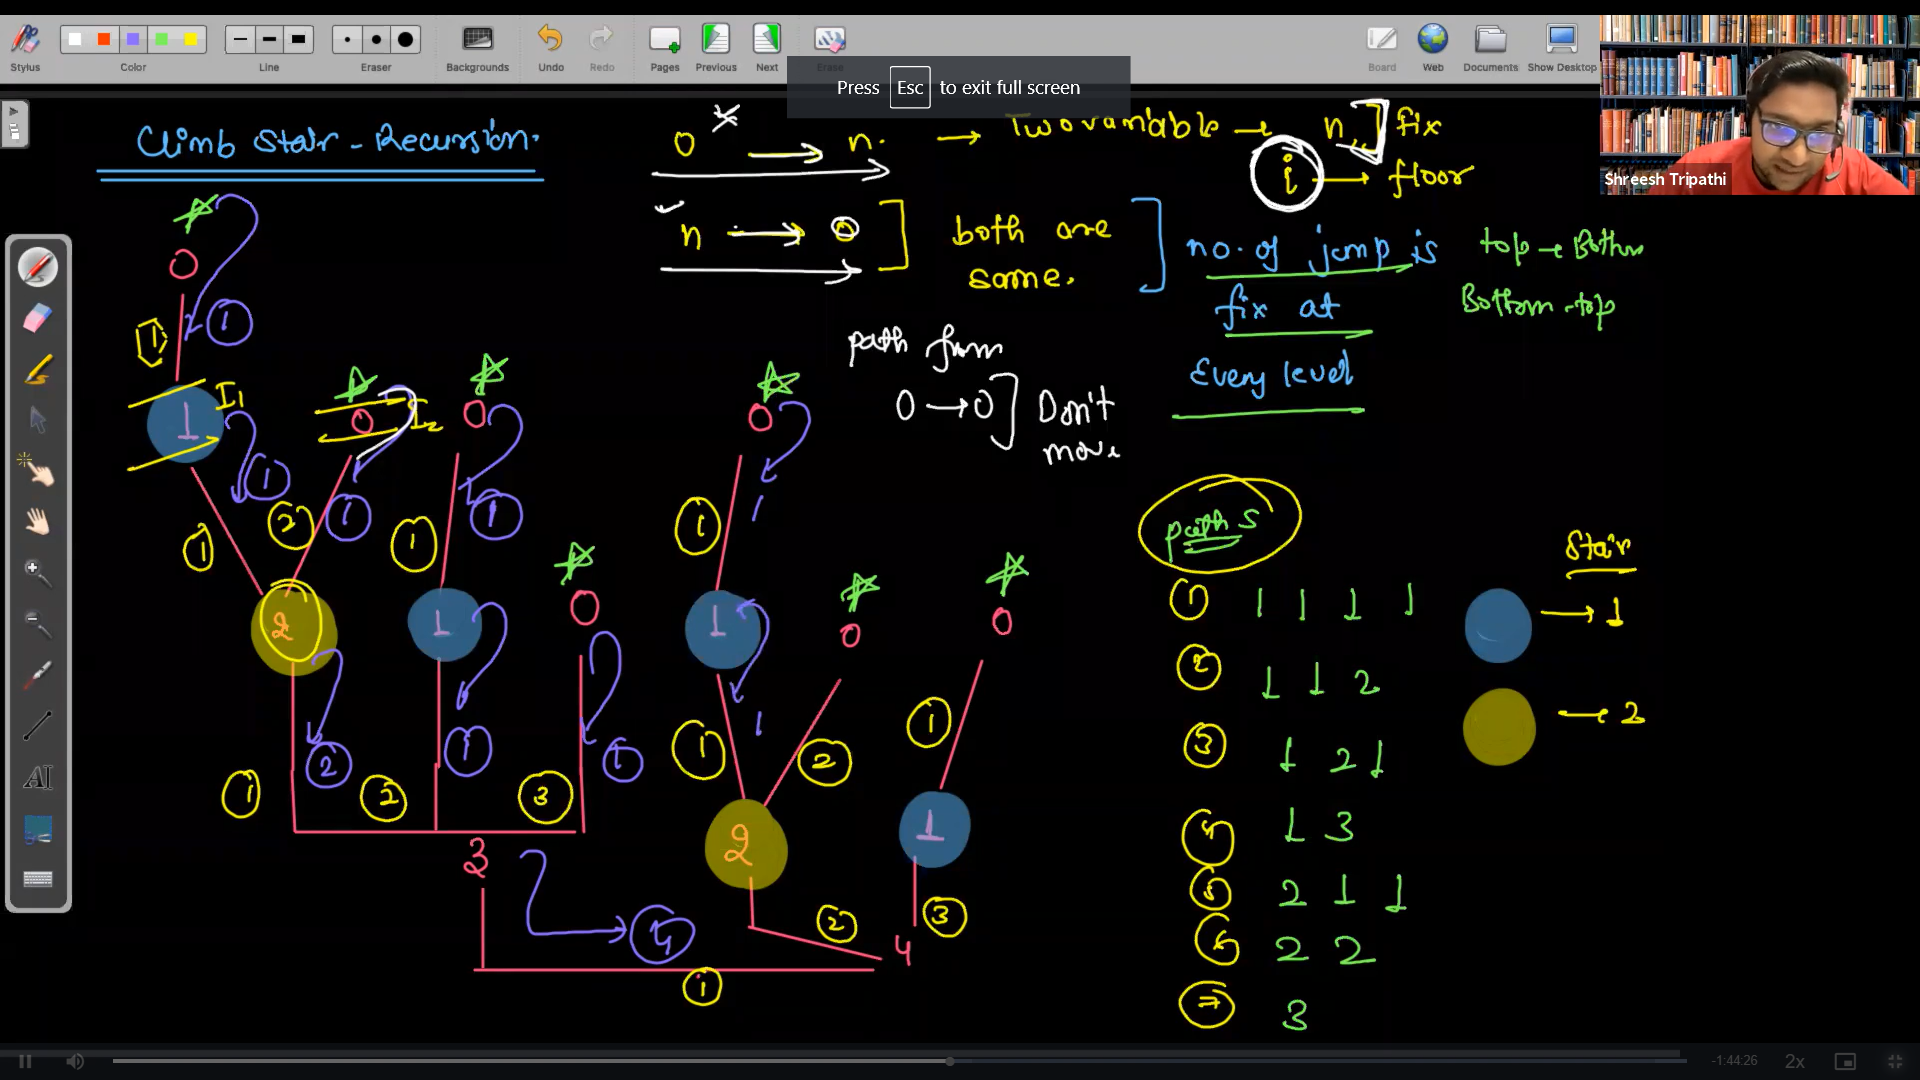 Stylus
Color
Line
Eraser
Backgrounds
Undo
Redo
Pages
Previous
Next
Erase
Board
Web
Documents
Show Desktop
Press Esc to exit full screen
Shreesh Tripathi
Climb Stair - Recursion.
0 → n. → Two variable → n fix
i → floor
n → 0 both are same.
no. of jump is fix at Every level
top → Bottom
Bottom - top
path from
0 → 0 Don't move
0
1
1
1 I1
0 I2
0
0
1
1
2
1
1
1
1
1
2
1
0
1
0
0
1
2
1
1
1
2
1
1
2
3
2
1
3
2
3
4
1
paths
① 1 1 1 1
② 1 1 2
③ 1 2 1
④ 1 3
⑤ 2 1 1
⑥ 2 2
⑦ 3 1
Stair
→ 1
→ 2
AI
-1:44:26
2x